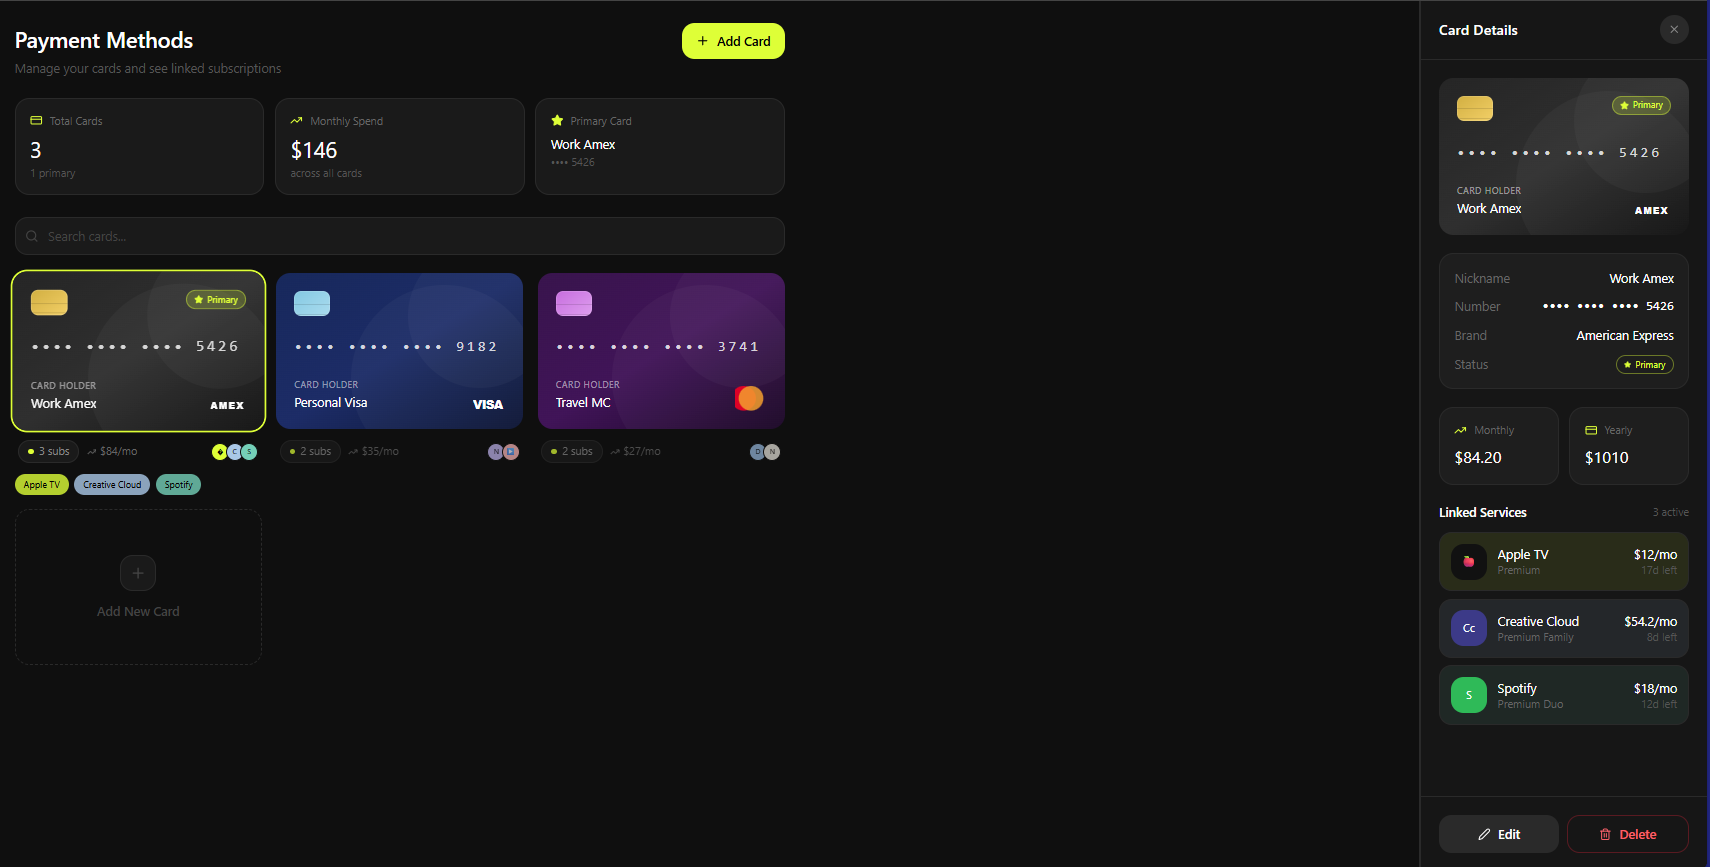 Payment Methods
Manage your cards and see linked subscriptions
+ Add Card
Total Cards
3
1 primary
Monthly Spend
$146
across all cards
Primary Card
Work Amex
•••• 5426
Search cards...
Primary
•••• •••• •••• 5426
CARD HOLDER
Work Amex
AMEX
•••• •••• •••• 9182
CARD HOLDER
Personal Visa
VISA
•••• •••• •••• 3741
CARD HOLDER
Travel MC
3 subs
$84/mo
C
S
2 subs
$35/mo
N
2 subs
$27/mo
D
N
Apple TV
Creative Cloud
Spotify
+
Add New Card
Card Details
Primary
•••• •••• •••• 5426
CARD HOLDER
Work Amex
AMEX
Nickname
Work Amex
Number
•••• •••• •••• 5426
Brand
American Express
Status
Primary
Monthly
$84.20
Yearly
$1010
Linked Services
3 active
Apple TV
$12/mo
Premium
17d left
Cc
Creative Cloud
$54.2/mo
Premium Family
8d left
S
Spotify
$18/mo
Premium Duo
12d left
Edit
Delete